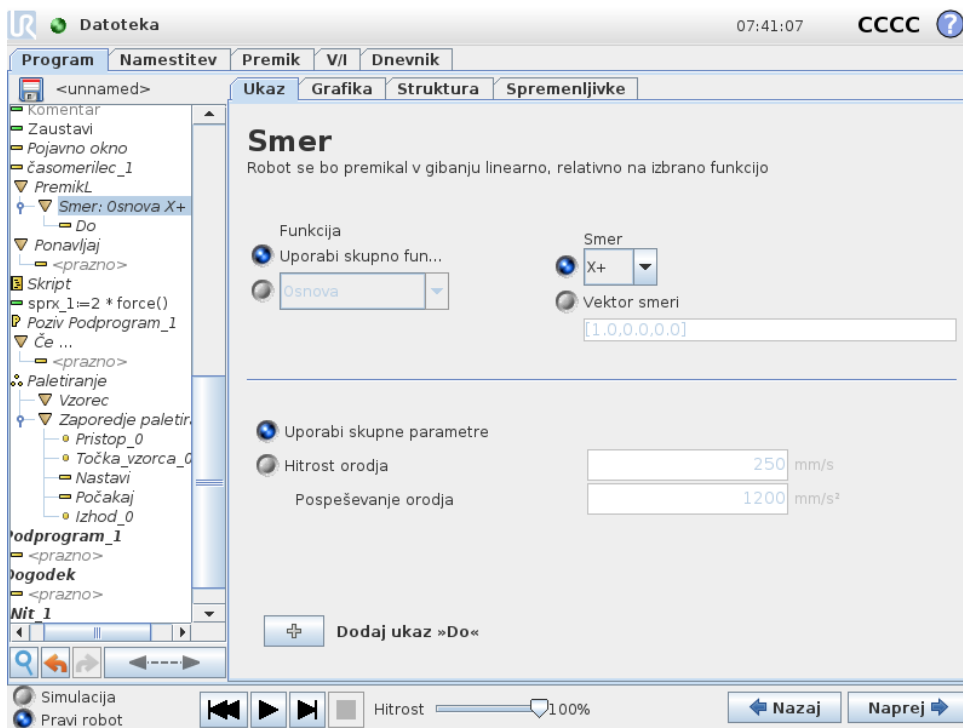 UR Datoteka 07:41:07 CCCC ?
Program Namestitev Premik V/I Dnevnik
<unnamed>
Ukaz Grafika Struktura Spremenljivke
Komentar
Zaustavi
Pojavno okno
časomerilec_1
PremikL
Smer: Osnova X+
Do
Ponavljaj
<prazno>
Skript
sprx_1:=2 * force()
Poziv Podprogram_1
Če ...
<prazno>
Paletiranje
Vzorec
Zaporedje paletir
Pristop_0
Točka_vzorca_0
Nastavi
Počakaj
Izhod_0
Podprogram_1
<prazno>
Dogodek
<prazno>
Nit_1
Smer
Robot se bo premikal v gibanju linearno, relativno na izbrano funkcijo
Funkcija
Uporabi skupno fun...
Osnova
Smer
X+
Vektor smeri
[1.0,0.0,0.0]
Uporabi skupne parametre
Hitrost orodja 250 mm/s
Pospeševanje orodja 1200 mm/s²
Dodaj ukaz »Do«
Simulacija
Pravi robot
Hitrost 100%
Nazaj Naprej